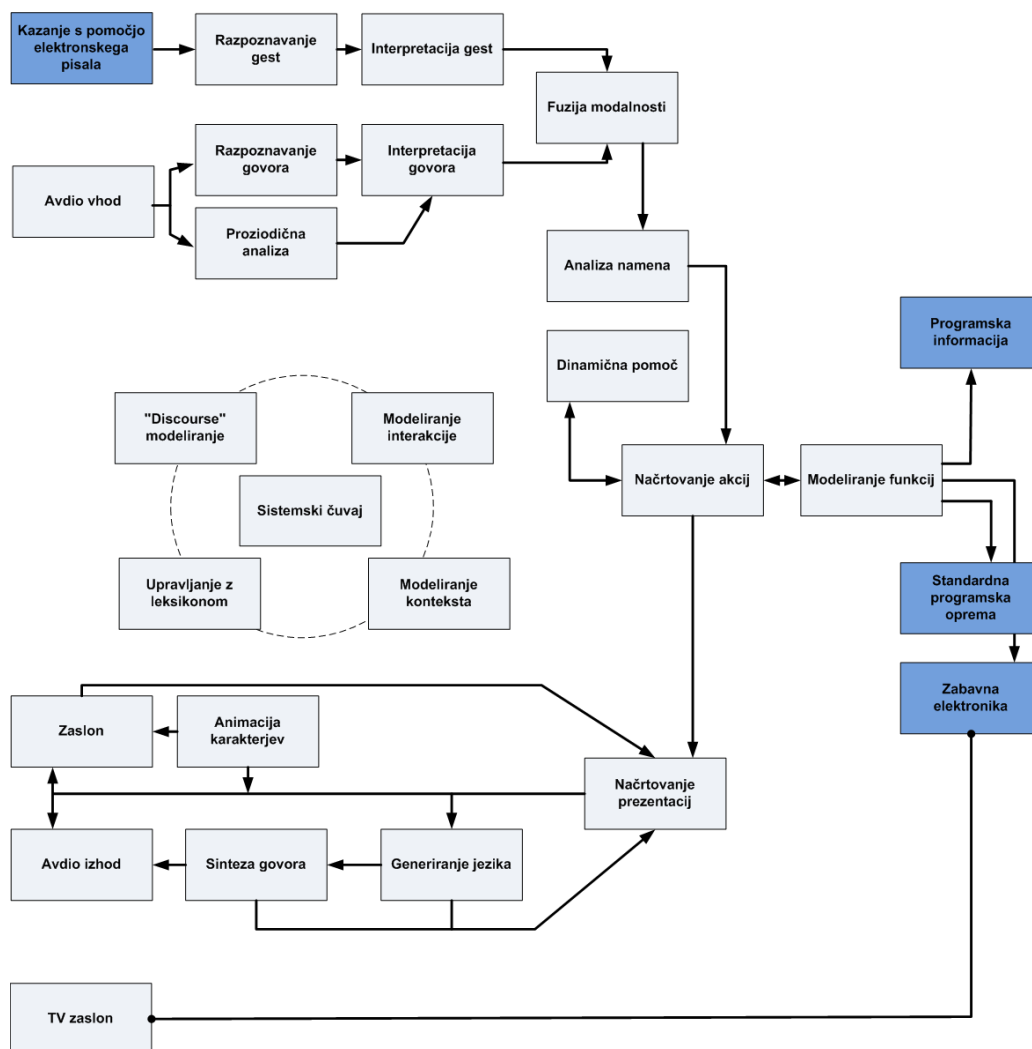 Kazanje s pomočjo
elektronskega
pisala
Razpoznavanje
gest
Interpretacija gest
Fuzija modalnosti
Avdio vhod
Razpoznavanje
govora
Interpretacija
govora
Proziodična
analiza
Analiza namena
Dinamična pomoč
Programska
informacija
"Discourse"
modeliranje
Modeliranje
interakcije
Sistemski čuvaj
Upravljanje z
leksikonom
Modeliranje
konteksta
Načrtovanje akcij
Modeliranje funkcij
Standardna
programska
oprema
Zabavna
elektronika
Zaslon
Animacija
karakterjev
Načrtovanje
prezentacij
Avdio izhod
Sinteza govora
Generiranje jezika
TV zaslon